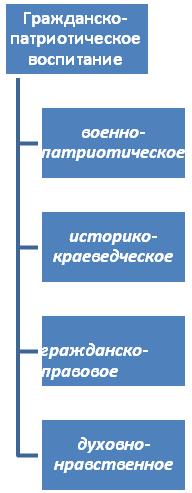 Гражданско-
патриотическое
воспитание
военно-
патриотическое
историко-
краеведческое
гражданско-
правовое
духовно-
нравственное